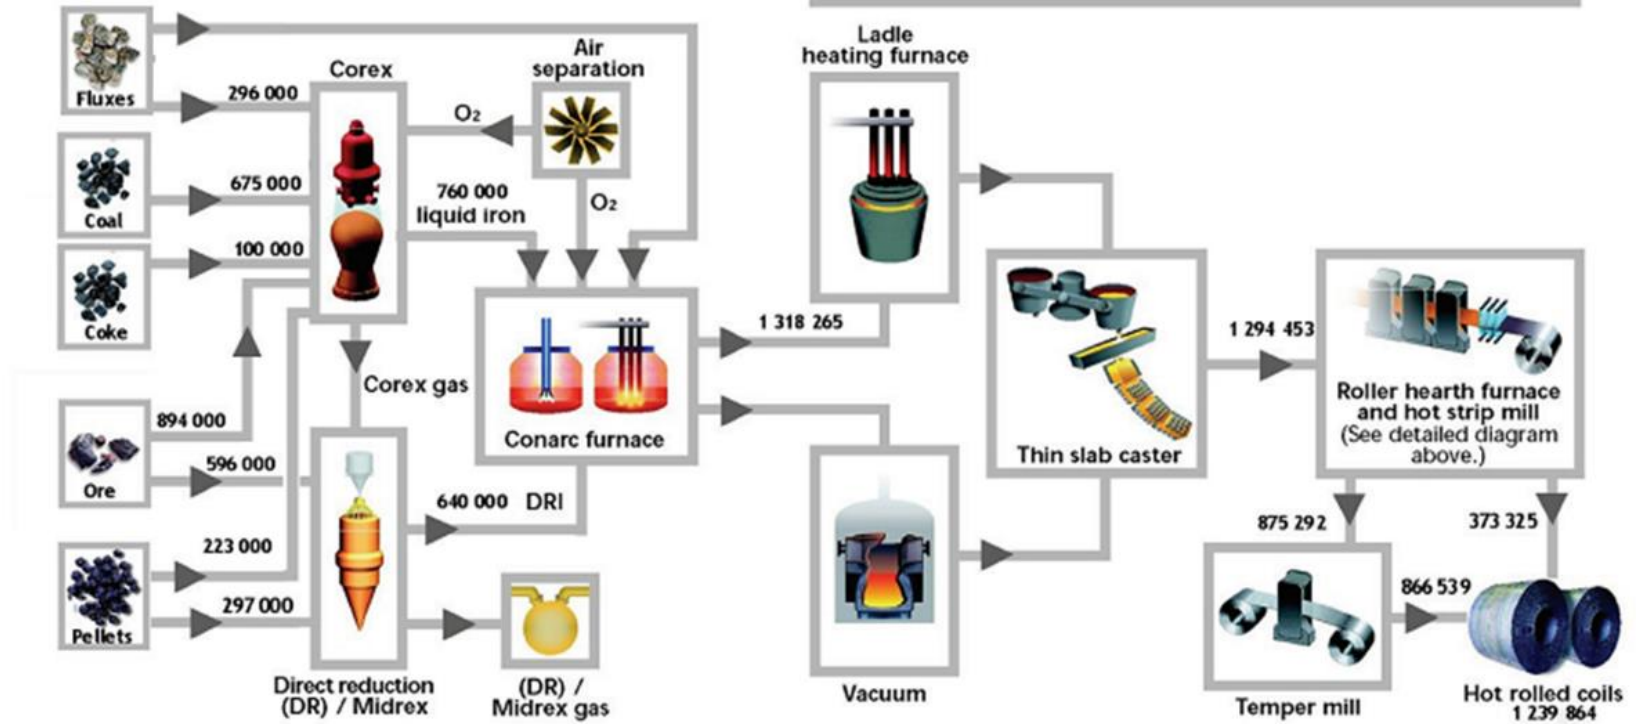 Fluxes
296 000
Coal
675 000
Coke
100 000
Ore
894 000
596 000
Pellets
223 000
297 000
Corex
O₂
Air
separation
O₂
760 000
liquid iron
Corex gas
Conarc furnace
640 000 DRI
Direct reduction
(DR) / Midrex
(DR) /
Midrex gas
Ladle
heating furnace
1 318 265
Vacuum
Thin slab caster
1 294 453
Roller hearth furnace
and hot strip mill
(See detailed diagram
above.)
875 292
373 325
Temper mill
866 539
Hot rolled coils
1 239 864